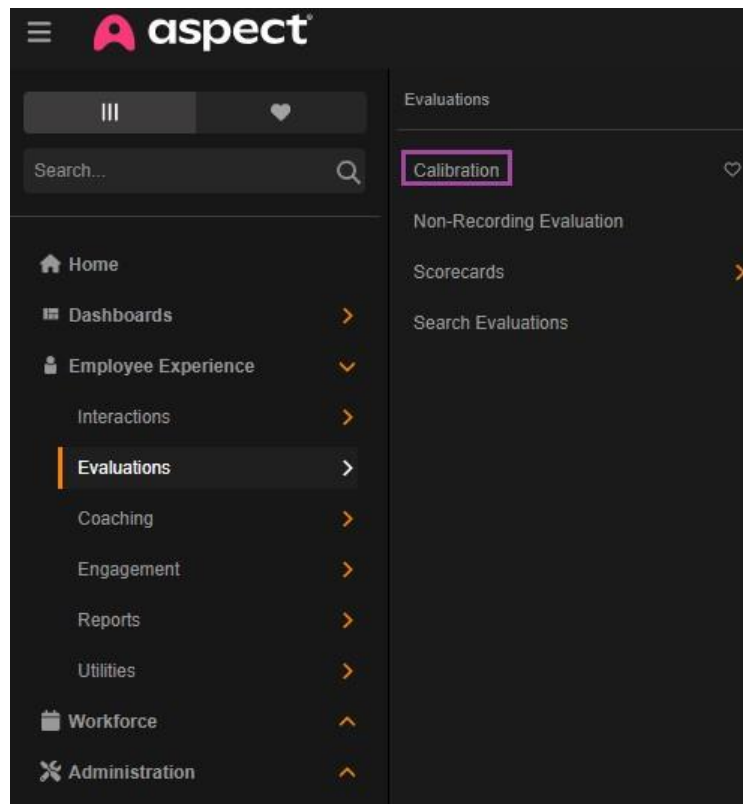 aspect
Search...
Home
Dashboards
Employee Experience
Interactions
Evaluations
Coaching
Engagement
Reports
Utilities
Workforce
Administration
Evaluations
Calibration
Non-Recording Evaluation
Scorecards
Search Evaluations